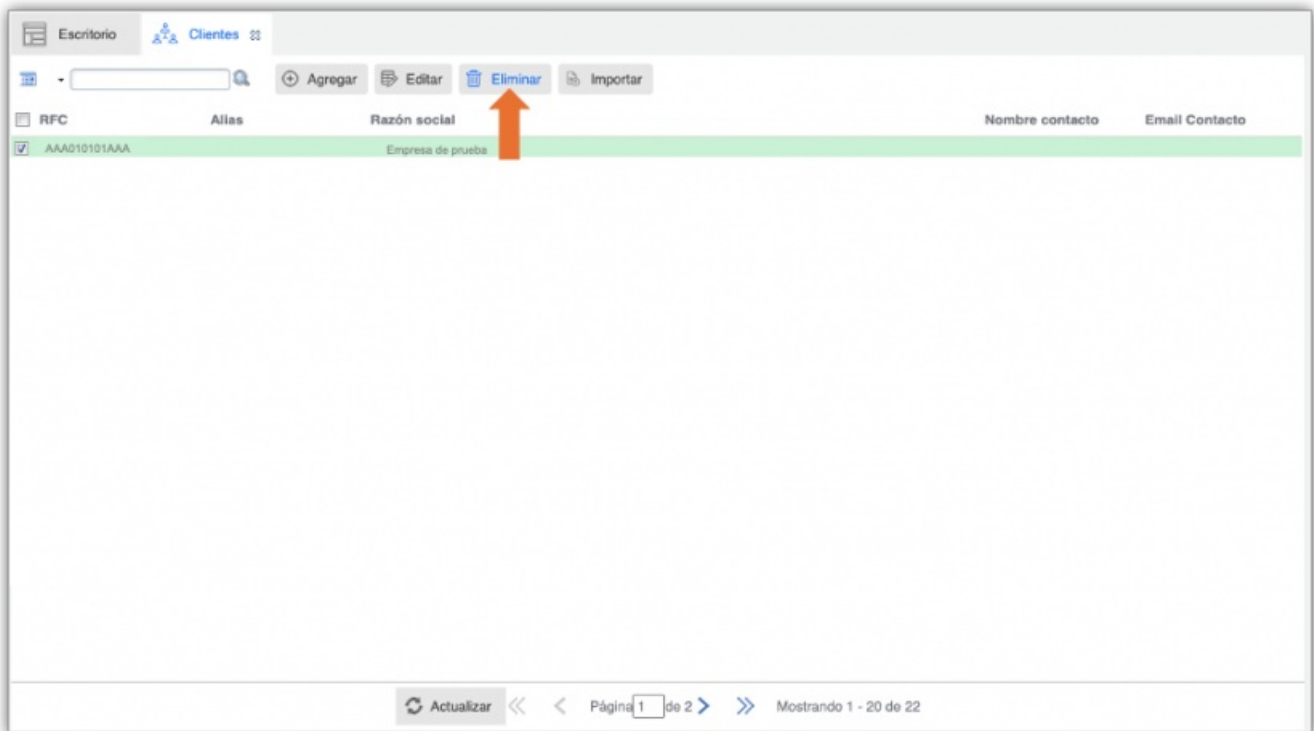 Escritorio Clientes
Agregar Editar Eliminar Importar
RFC Alias Razón social Nombre contacto Email Contacto
AAA010101AAA Empresa de prueba
Actualizar Página 1 de 2 Mostrando 1 - 20 de 22